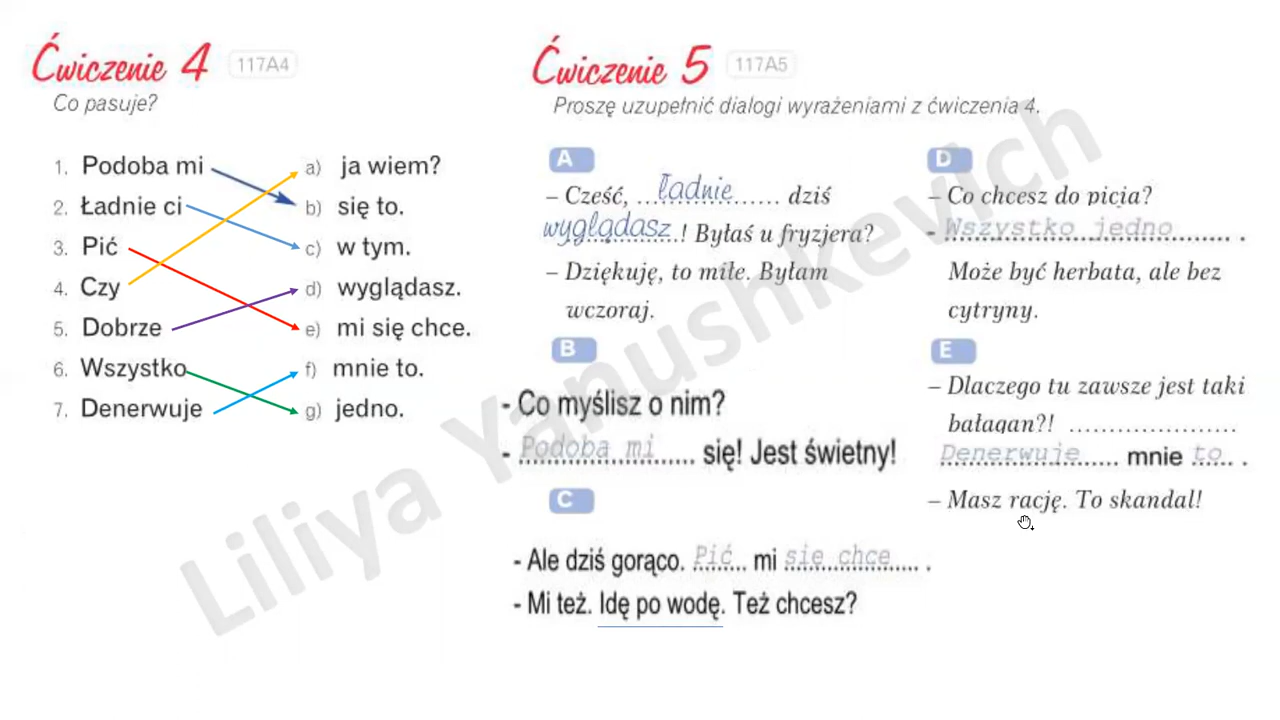 Ćwiczenie 4 117A4
Co pasuje?
1. Podoba mi
2. Ładnie ci
3. Pić
4. Czy
5. Dobrze
6. Wszystko
7. Denerwuje
a) ja wiem?
b) się to.
c) w tym.
d) wyglądasz.
e) mi się chce.
f) mnie to.
g) jedno.
Ćwiczenie 5 117A5
Proszę uzupełnić dialogi wyrażeniami z ćwiczenia 4.
A
– Cześć, ...ładnie...... dziś
wyglądasz.! Byłaś u fryzjera?
– Dziękuję, to miłe. Byłam
wczoraj.
B
- Co myślisz o nim?
- Podoba mi...... się! Jest świetny!
C
- Ale dziś gorąco. Pić.. mi się chce.... .
- Mi też. Idę po wodę. Też chcesz?
D
– Co chcesz do picia?
- Wszystko jedno........ .
Może być herbata, ale bez
cytryny.
E
– Dlaczego tu zawsze jest taki
bałagan?! ......................
Denerwuje...... mnie to.. .
– Masz rację. To skandal!
Liliya Yanushkevich